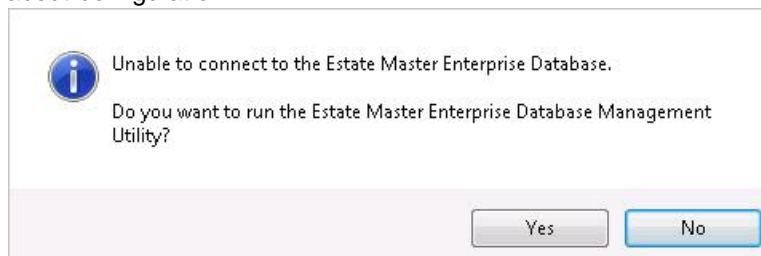 Unable to connect to the Estate Master Enterprise Database.
Do you want to run the Estate Master Enterprise Database Management
Utility?
Yes
No